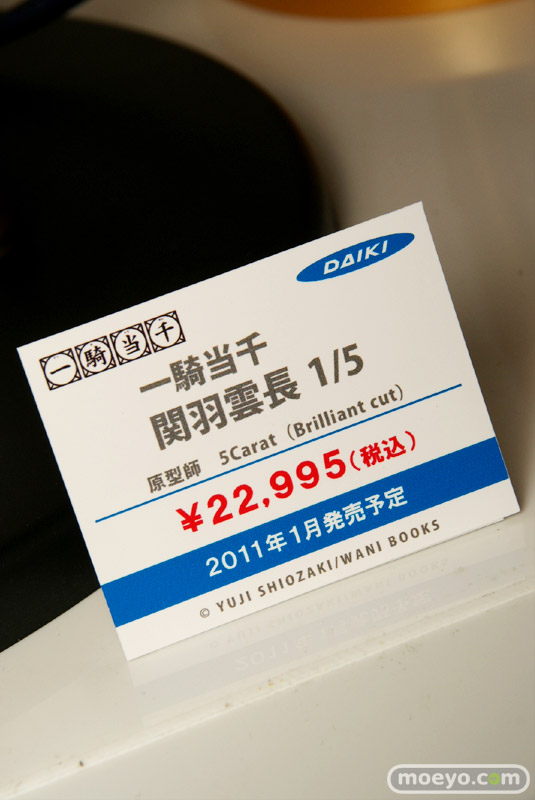 DAIKI
一騎当千
一騎当千
関羽雲長 1/5
原型師 5Carat (Brilliant cut)
¥22,995(税込)
2011年1月発売予定
© YUJI SHIOZAKI/WANI BOOKS
moeyo.com